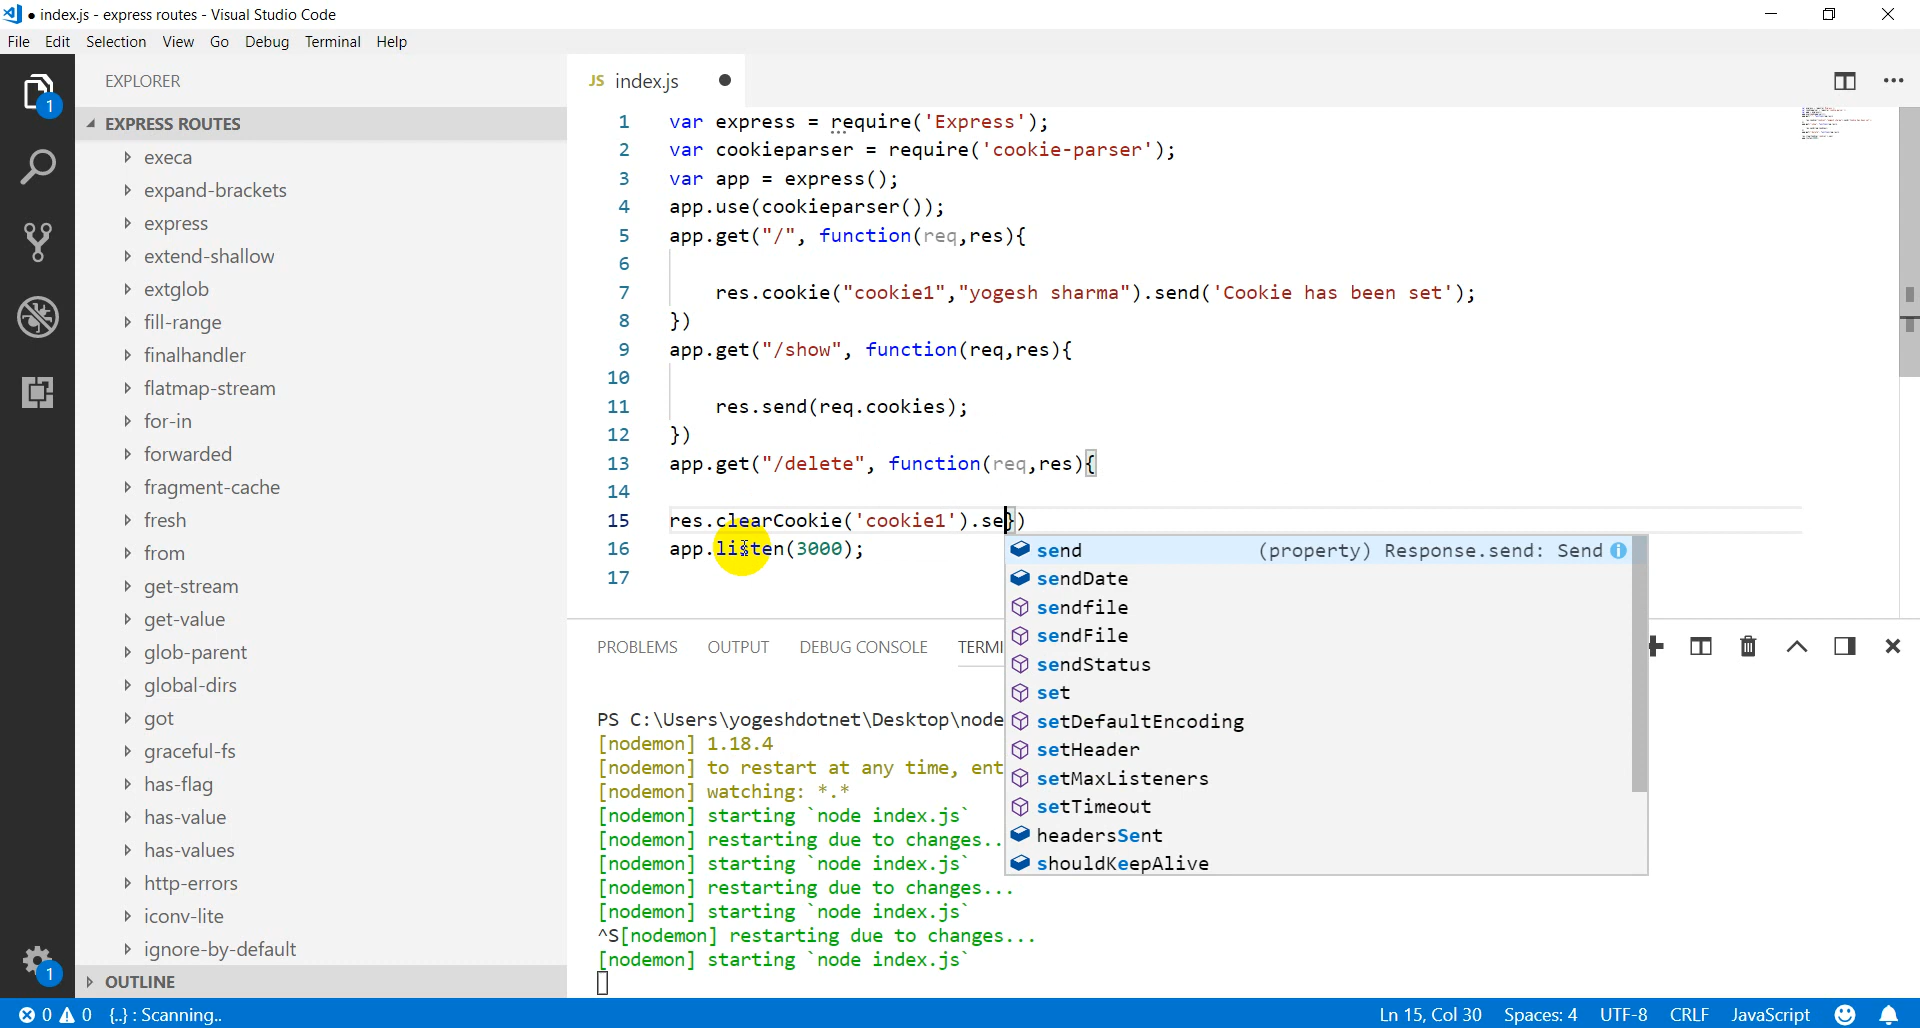 ● index.js - express routes - Visual Studio Code
File Edit Selection View Go Debug Terminal Help
EXPLORER
1
EXPRESS ROUTES
execa
expand-brackets
express
extend-shallow
extglob
fill-range
finalhandler
flatmap-stream
for-in
forwarded
fragment-cache
fresh
from
get-stream
get-value
glob-parent
global-dirs
got
graceful-fs
has-flag
has-value
has-values
http-errors
iconv-lite
ignore-by-default
1
OUTLINE
JS index.js ●
1 var express = require('Express');
2 var cookieparser = require('cookie-parser');
3 var app = express();
4 app.use(cookieparser());
5 app.get("/", function(req,res){
6
7 res.cookie("cookie1","yogesh sharma").send('Cookie has been set');
8 })
9 app.get("/show", function(req,res){
10
11 res.send(req.cookies);
12 })
13 app.get("/delete", function(req,res){
14
15 res.clearCookie('cookie1').se})
16 app.listen(3000);
17
send (property) Response.send: Send
sendDate
sendfile
sendFile
sendStatus
set
setDefaultEncoding
setHeader
setMaxListeners
setTimeout
headersSent
shouldKeepAlive
PROBLEMS OUTPUT DEBUG CONSOLE TERMI
PS C:\Users\yogeshdotnet\Desktop\node
[nodemon] 1.18.4
[nodemon] to restart at any time, ent
[nodemon] watching: *.*
[nodemon] starting `node index.js`
[nodemon] restarting due to changes..
[nodemon] starting `node index.js`
[nodemon] restarting due to changes...
[nodemon] starting `node index.js`
^S[nodemon] restarting due to changes...
[nodemon] starting `node index.js`
0 0 {..} : Scanning.. Ln 15, Col 30 Spaces: 4 UTF-8 CRLF JavaScript